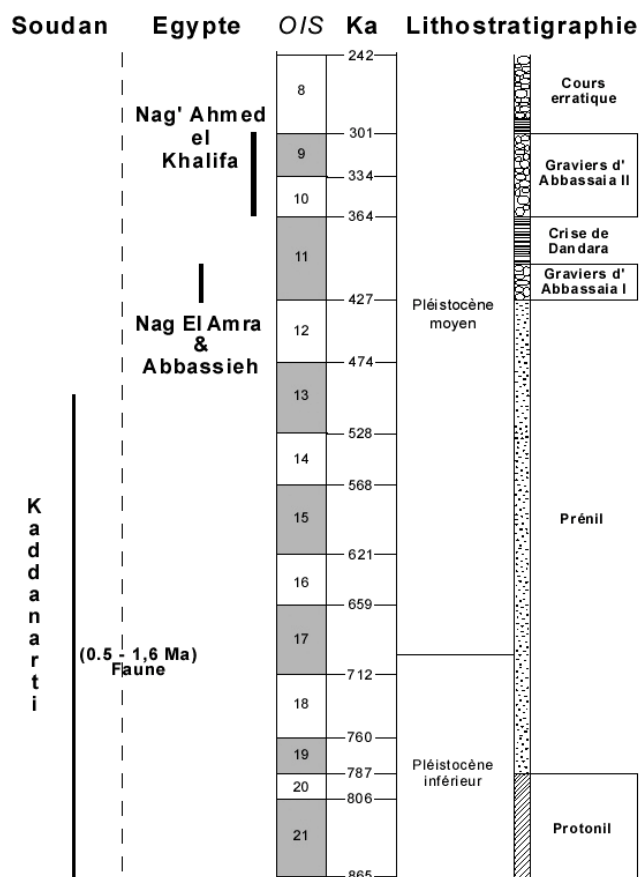 Soudan Egypte OIS Ka Lithostratigraphie
242
8
Cours
erratique
Nag' Ahmed
el
Khalifa
301
9
334
Graviers d'
Abbassaia II
10
364
11
Crise de
Dandara
Graviers d'
Abbassaia I
427
Nag El Amra
&
Abbassieh
12
Pléistocène
moyen
474
13
528
14
568
Kaddanarti
15
Prénil
621
16
659
17
(0.5 - 1,6 Ma)
Faune
712
18
760
19
Pléistocène
inférieur
787
20
806
21
Protonil
865